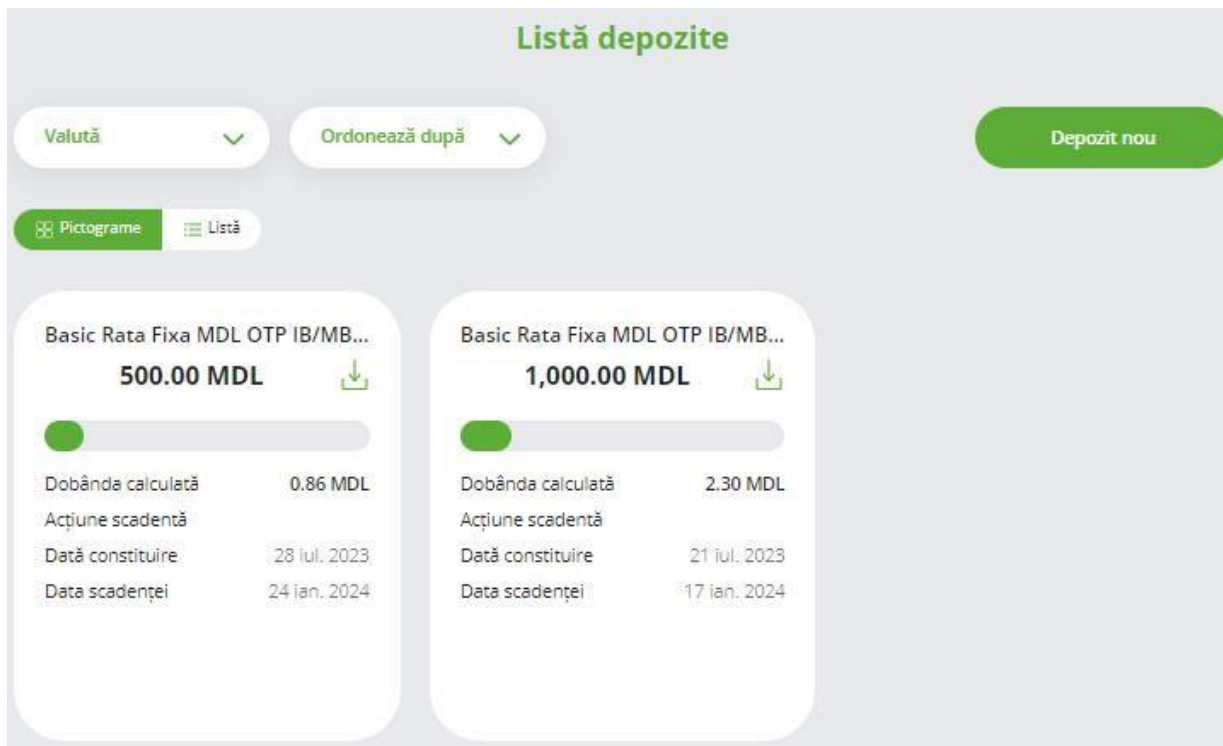 Listă depozite
Valută
Ordonează după
Depozit nou
Pictograme
Listă
Basic Rata Fixa MDL OTP IB/MB...
500.00 MDL
Dobânda calculată 0.86 MDL
Acțiune scadentă
Dată constituire 28 iul. 2023
Data scadenței 24 ian. 2024
Basic Rata Fixa MDL OTP IB/MB...
1,000.00 MDL
Dobânda calculată 2.30 MDL
Acțiune scadentă
Dată constituire 21 iul. 2023
Data scadenței 17 ian. 2024